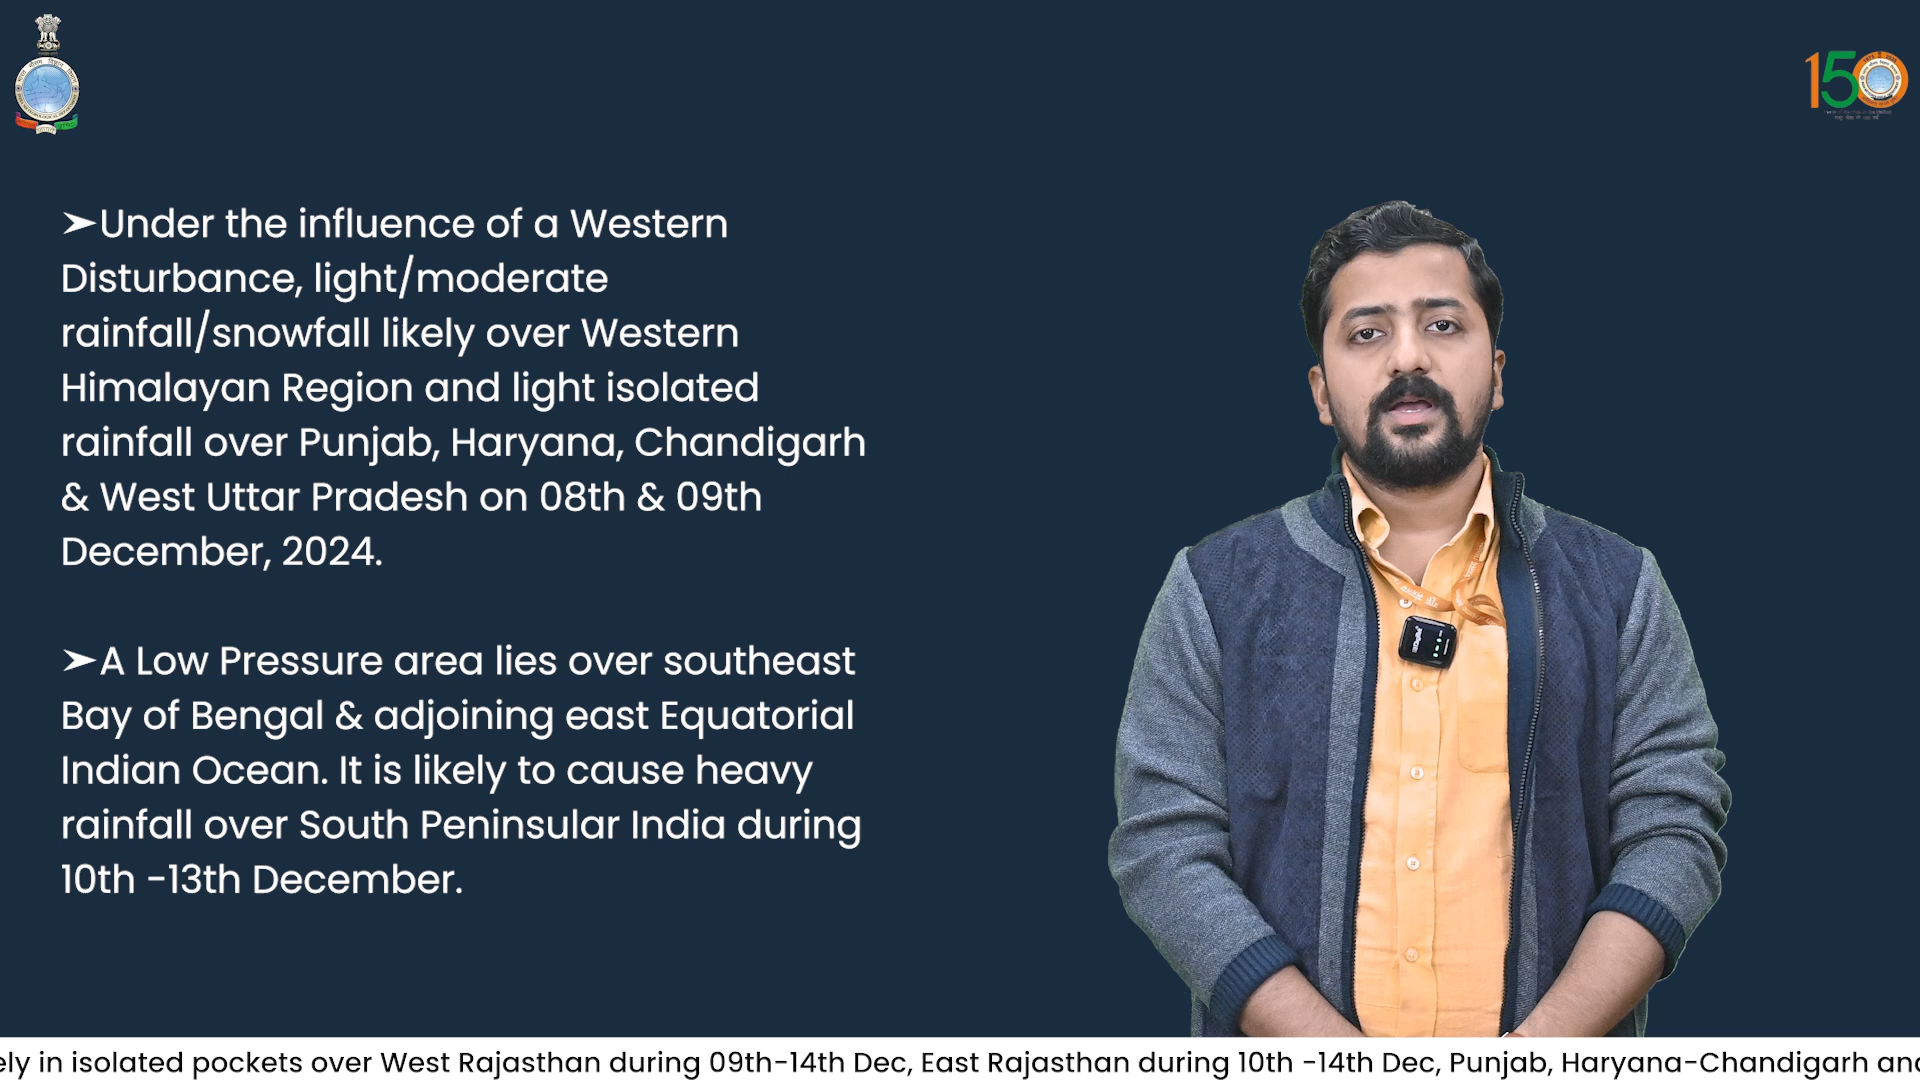 ➤Under the influence of a Western
Disturbance, light/moderate
rainfall/snowfall likely over Western
Himalayan Region and light isolated
rainfall over Punjab, Haryana, Chandigarh
& West Uttar Pradesh on 08th & 09th
December, 2024.
➤A Low Pressure area lies over southeast
Bay of Bengal & adjoining east Equatorial
Indian Ocean. It is likely to cause heavy
rainfall over South Peninsular India during
10th -13th December.
150
ely in isolated pockets over West Rajasthan during 09th-14th Dec, East Rajasthan during 10th -14th Dec, Punjab, Haryana-Chandigarh and